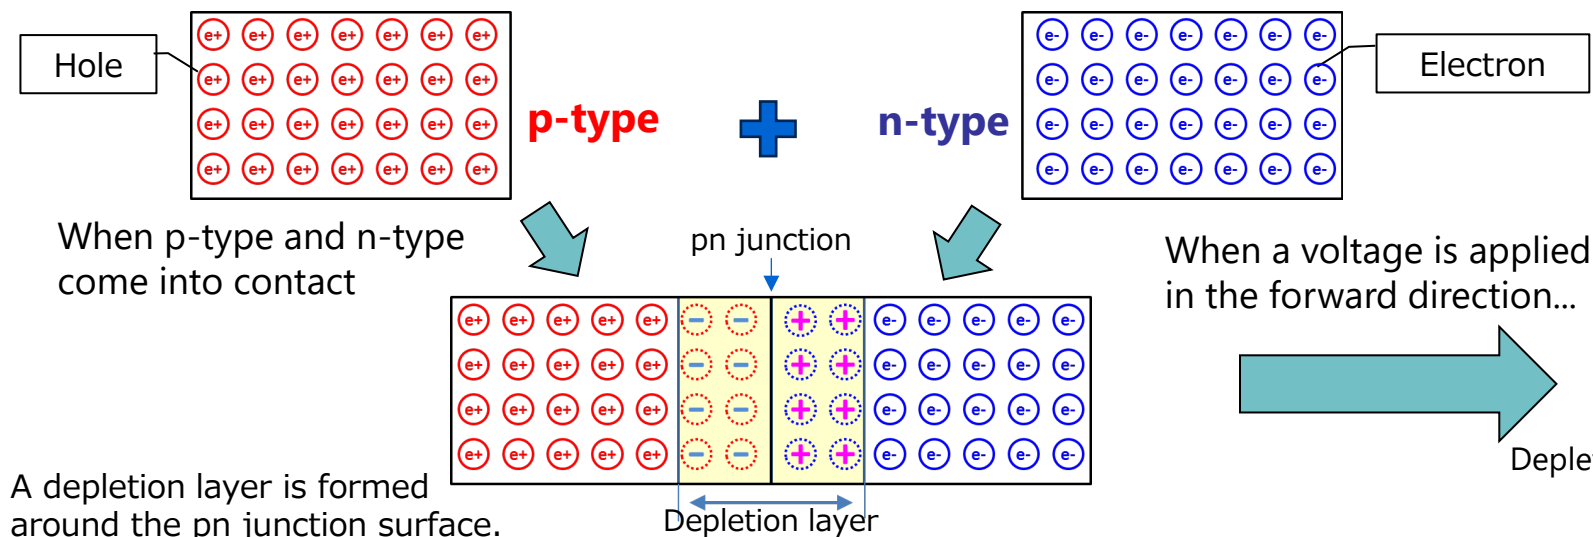 Hole
p-type
n-type
Electron
When p-type and n-type
come into contact
pn junction
When a voltage is applied
in the forward direction...
e+ e+ e+ e+ e+ e+ e+
e+ e+ e+ e+ e+ e+ e+
e+ e+ e+ e+ e+ e+ e+
e+ e+ e+ e+ e+ e+ e+
e- e- e- e- e- e- e-
e- e- e- e- e- e- e-
e- e- e- e- e- e- e-
e- e- e- e- e- e- e-
e+ e+ e+ e+ e+ − − + + e- e- e- e- e-
e+ e+ e+ e+ e+ − − + + e- e- e- e- e-
e+ e+ e+ e+ e+ − − + + e- e- e- e- e-
e+ e+ e+ e+ e+ − − + + e- e- e- e- e-
Deple
A depletion layer is formed
around the pn junction surface.
Depletion layer